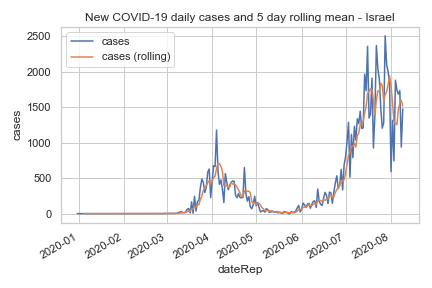 New COVID-19 daily cases and 5 day rolling mean - Israel
cases
cases (rolling)
2500
2000
1500
1000
500
0
cases
2020-01
2020-02
2020-03
2020-04
2020-05
2020-06
2020-07
2020-08
dateRep